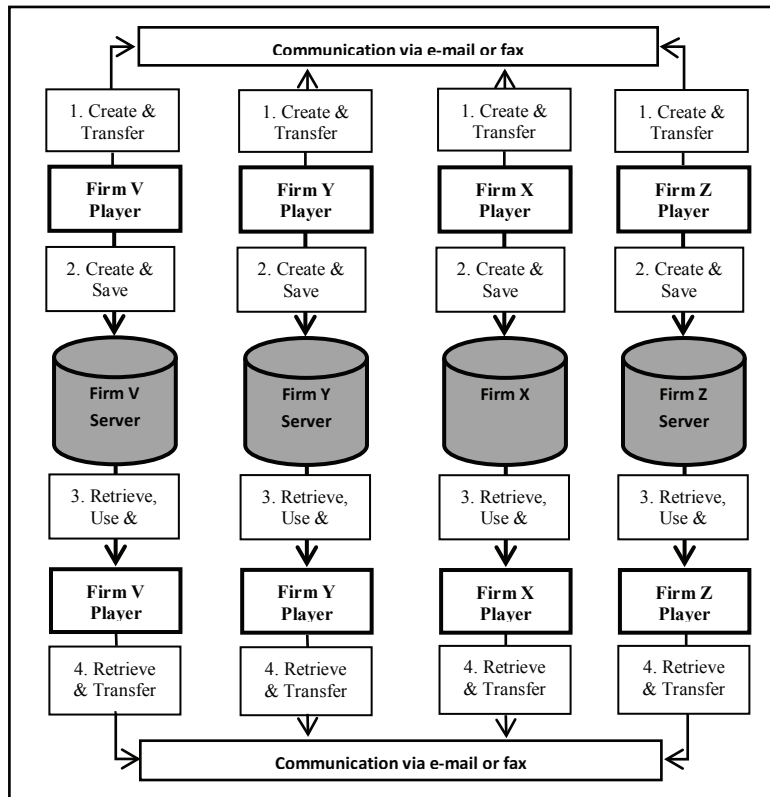 Communication via e-mail or fax
1. Create &
Transfer
1. Create &
Transfer
1. Create &
Transfer
1. Create &
Transfer
Firm V
Player
Firm Y
Player
Firm X
Player
Firm Z
Player
2. Create &
Save
2. Create &
Save
2. Create &
Save
2. Create &
Save
Firm V
Server
Firm Y
Server
Firm X
Firm Z
Server
3. Retrieve,
Use &
3. Retrieve,
Use &
3. Retrieve,
Use &
3. Retrieve,
Use &
Firm V
Player
Firm Y
Player
Firm X
Player
Firm Z
Player
4. Retrieve
& Transfer
4. Retrieve
& Transfer
4. Retrieve
& Transfer
4. Retrieve
& Transfer
Communication via e-mail or fax